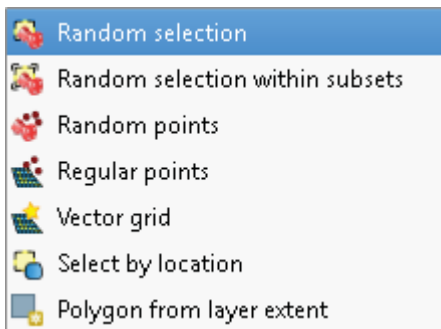 Random selection
Random selection within subsets
Random points
Regular points
Vector grid
Select by location
Polygon from layer extent